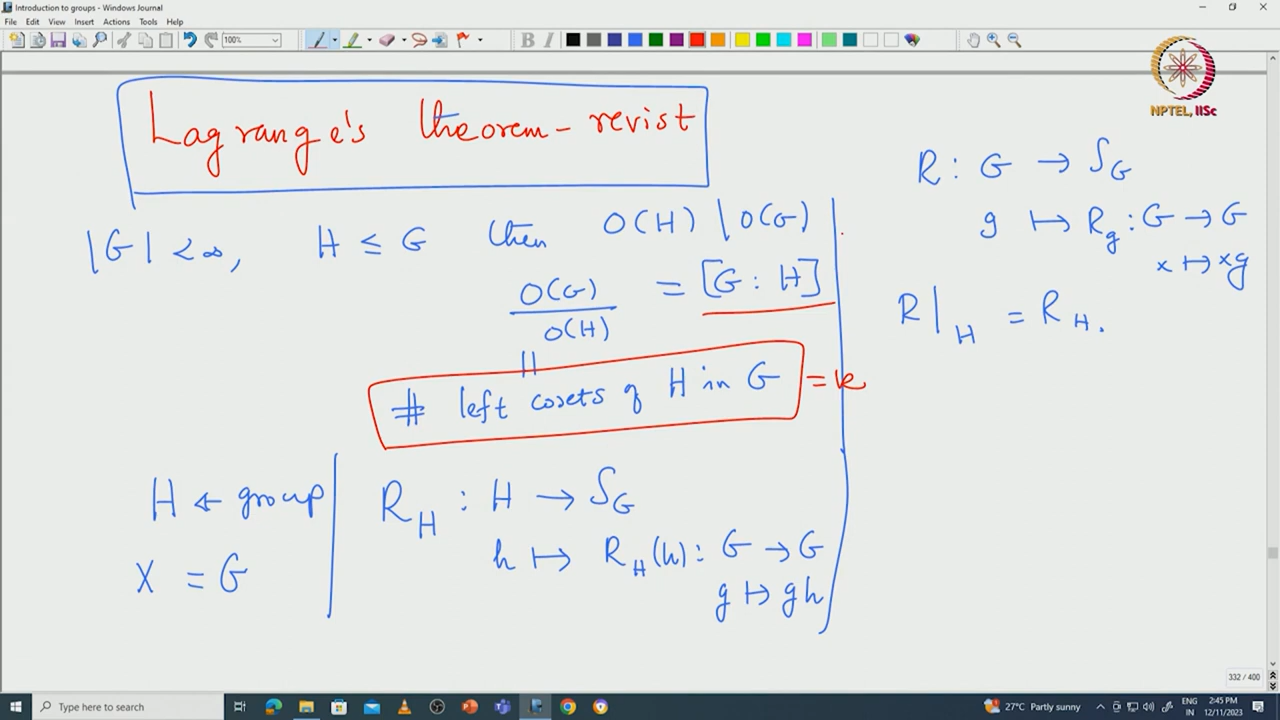 Introduction to groups - Windows Journal
File Edit View Insert Actions Tools Help
100%
B I
NPTEL, IISc
Lagrange's theorem - revist
|G| < ∞, H ≤ G then O(H) | O(G)
O(G)/O(H) = [G : H]
||
# left cosets of H in G = k
H ← group
X = G
R_H : H → S_G
h ↦ R_H(h) : G → G
g ↦ gh
R : G → S_G
g ↦ R_g : G → G
x ↦ xg
R|_H = R_H.
332 / 400
Type here to search
27°C Partly sunny
ENG
IN
2:45 PM
12/11/2023